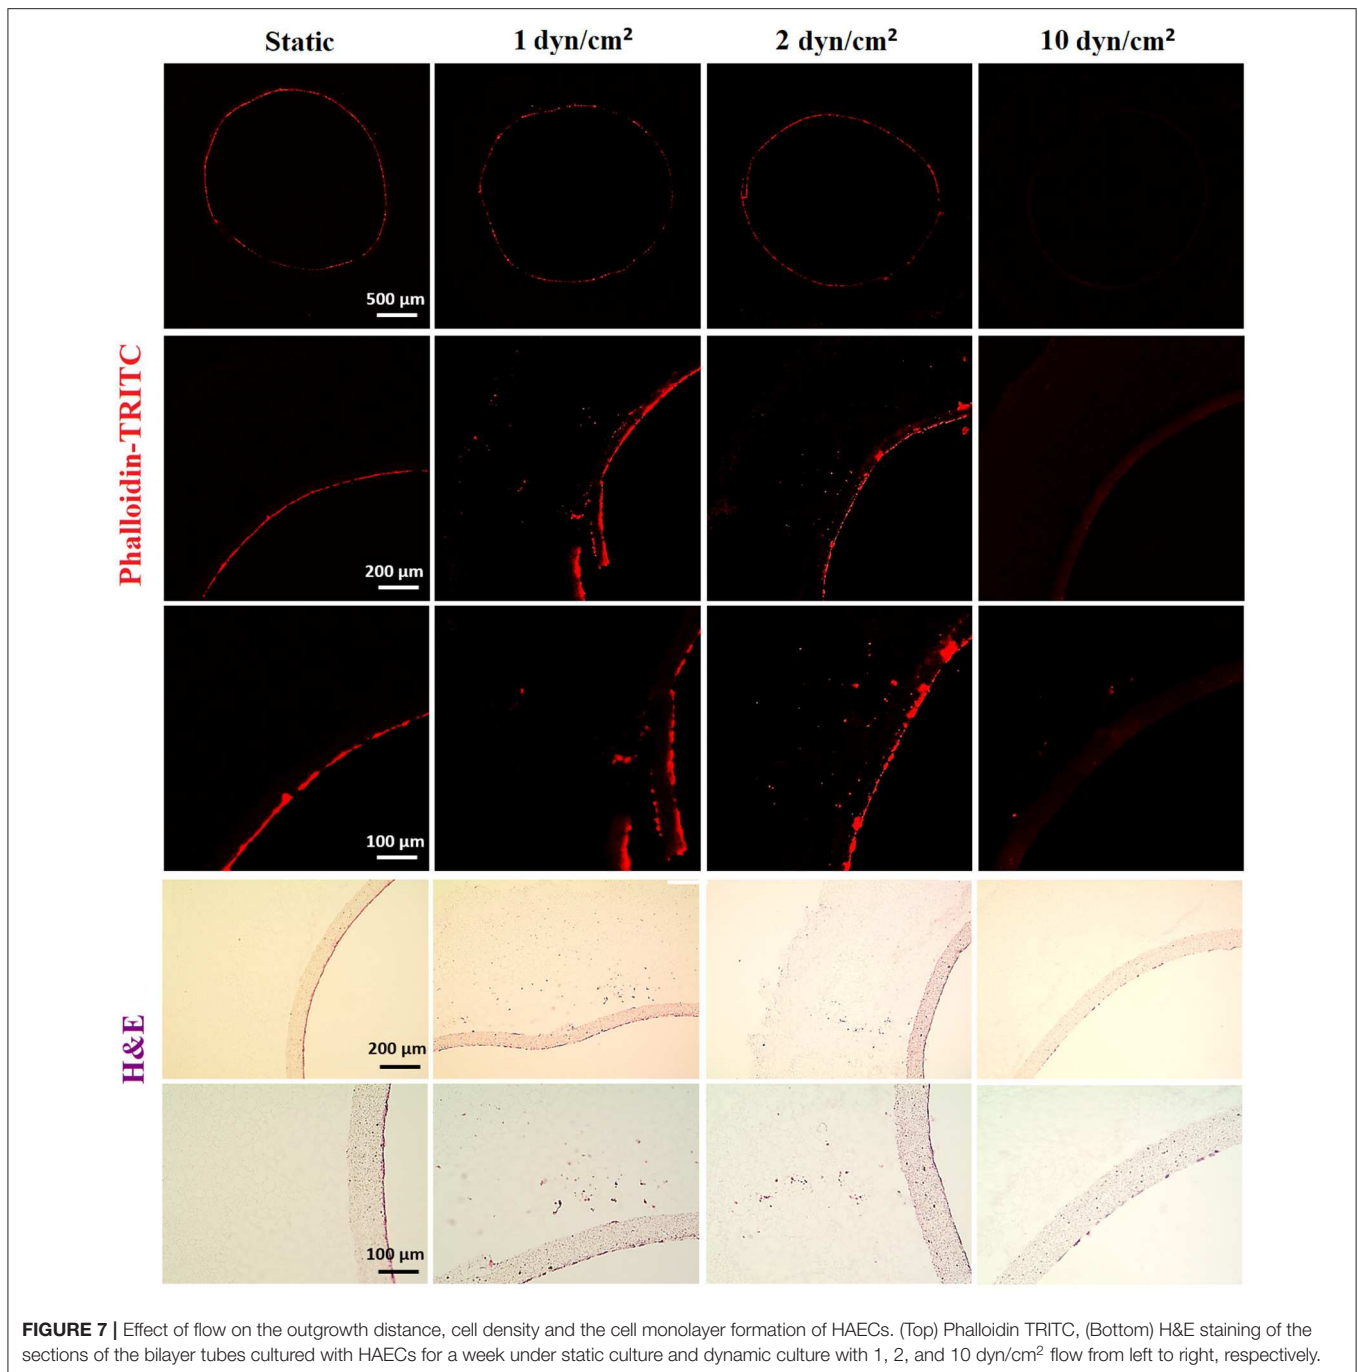 Static 1 dyn/cm² 2 dyn/cm² 10 dyn/cm²
Phalloidin-TRITC
500 µm
200 µm
100 µm
H&E
200 µm
100 µm
FIGURE 7 | Effect of flow on the outgrowth distance, cell density and the cell monolayer formation of HAECs. (Top) Phalloidin TRITC, (Bottom) H&E staining of the
sections of the bilayer tubes cultured with HAECs for a week under static culture and dynamic culture with 1, 2, and 10 dyn/cm² flow from left to right, respectively.